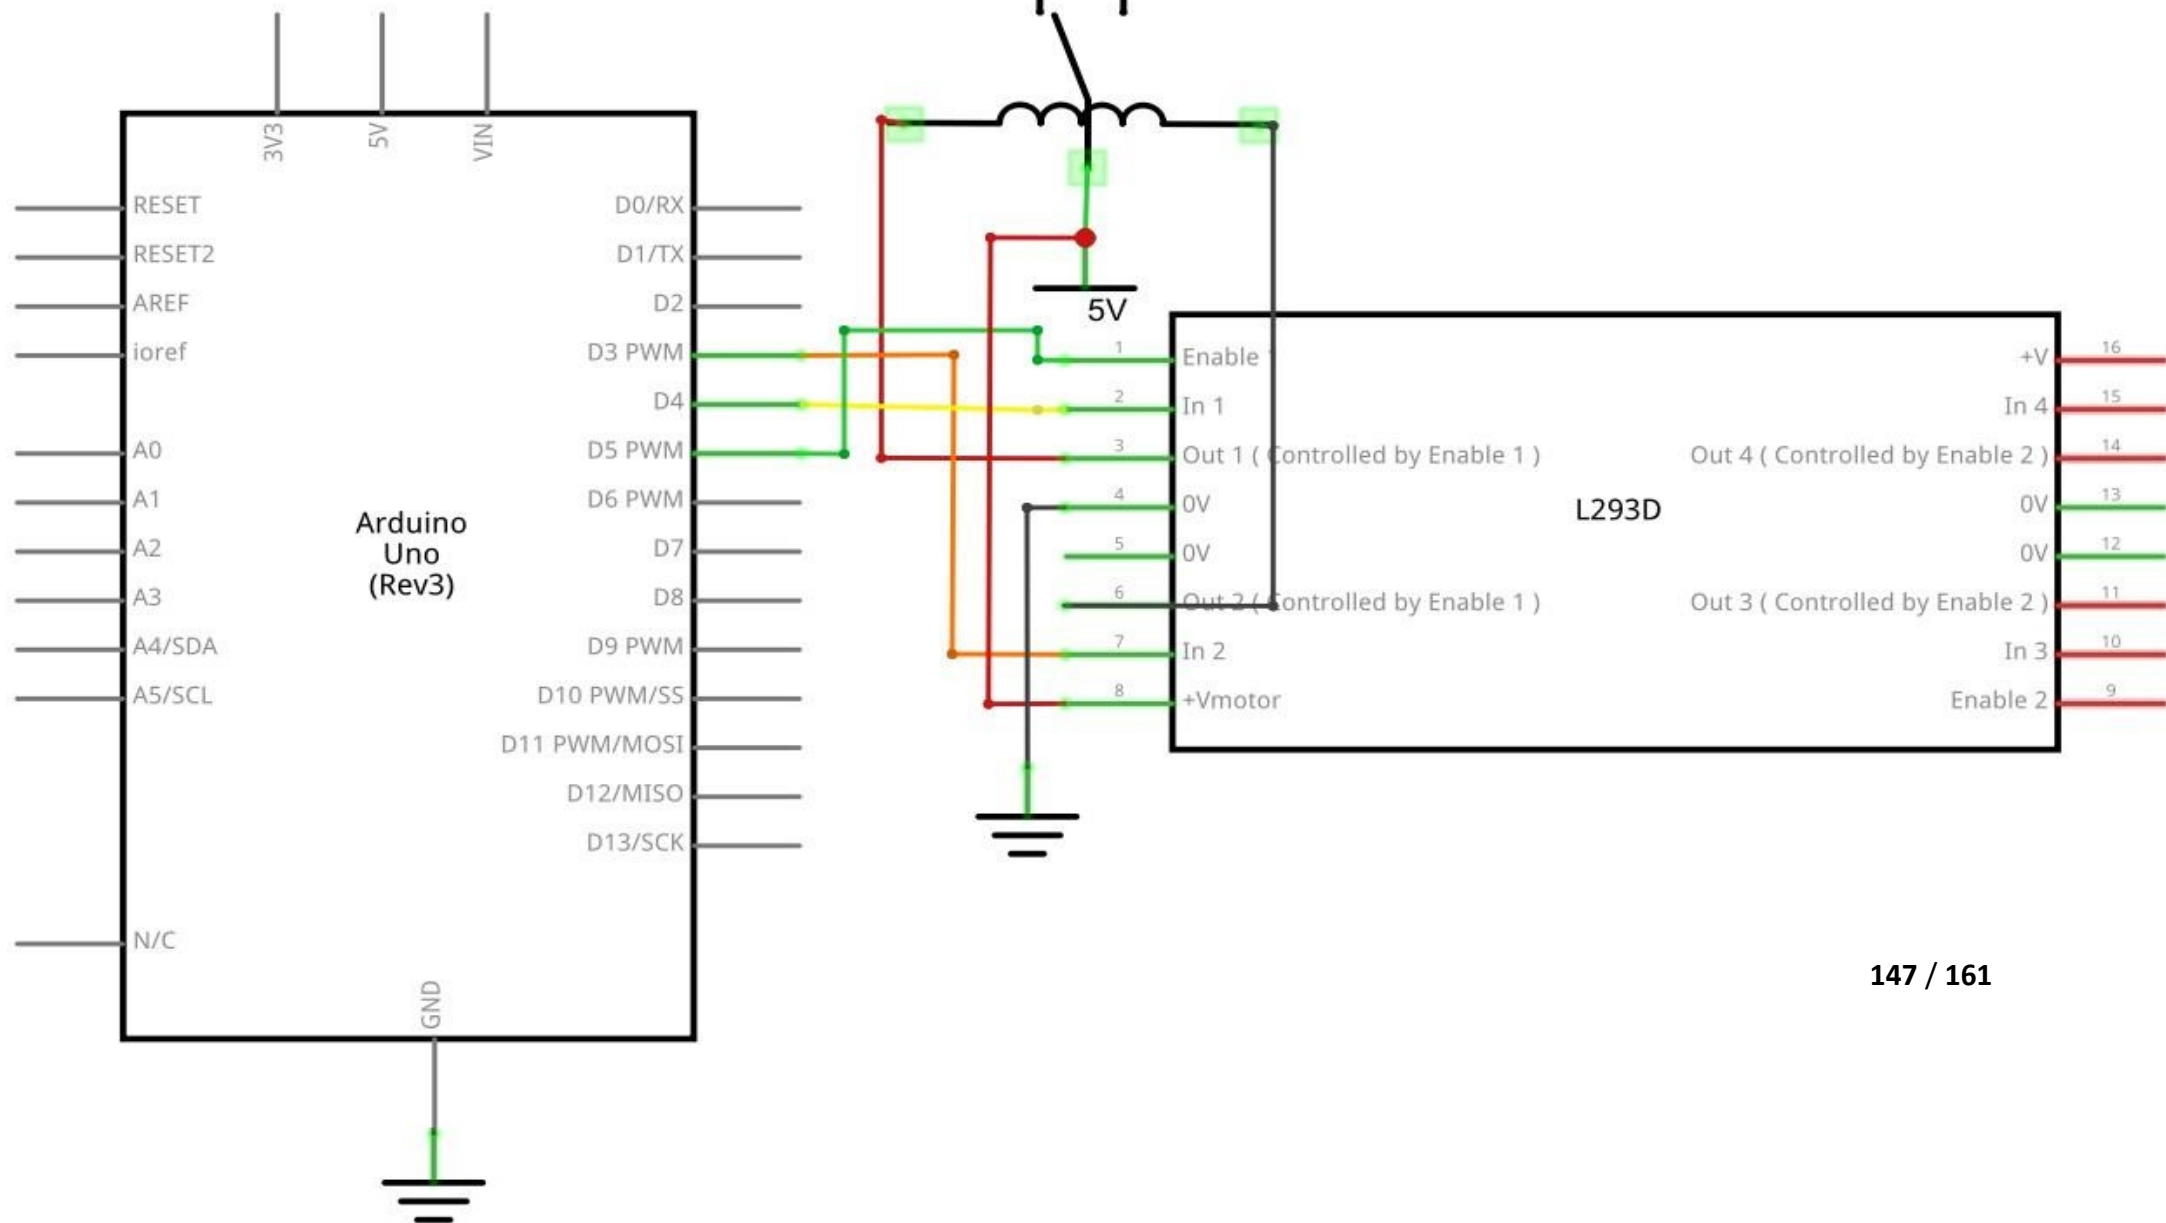 3V3
5V
VIN
RESET
RESET2
AREF
ioref
A0
A1
A2
A3
A4/SDA
A5/SCL
N/C
Arduino
Uno
(Rev3)
D0/RX
D1/TX
D2
D3 PWM
D4
D5 PWM
D6 PWM
D7
D8
D9 PWM
D10 PWM/SS
D11 PWM/MOSI
D12/MISO
D13/SCK
GND
5V
1 Enable 1
2 In 1
3 Out 1 ( Controlled by Enable 1 )
4 0V
5 0V
6 Out 2 ( Controlled by Enable 1 )
7 In 2
8 +Vmotor
L293D
+V 16
In 4 15
Out 4 ( Controlled by Enable 2 ) 14
0V 13
0V 12
Out 3 ( Controlled by Enable 2 ) 11
In 3 10
Enable 2 9
147 / 161